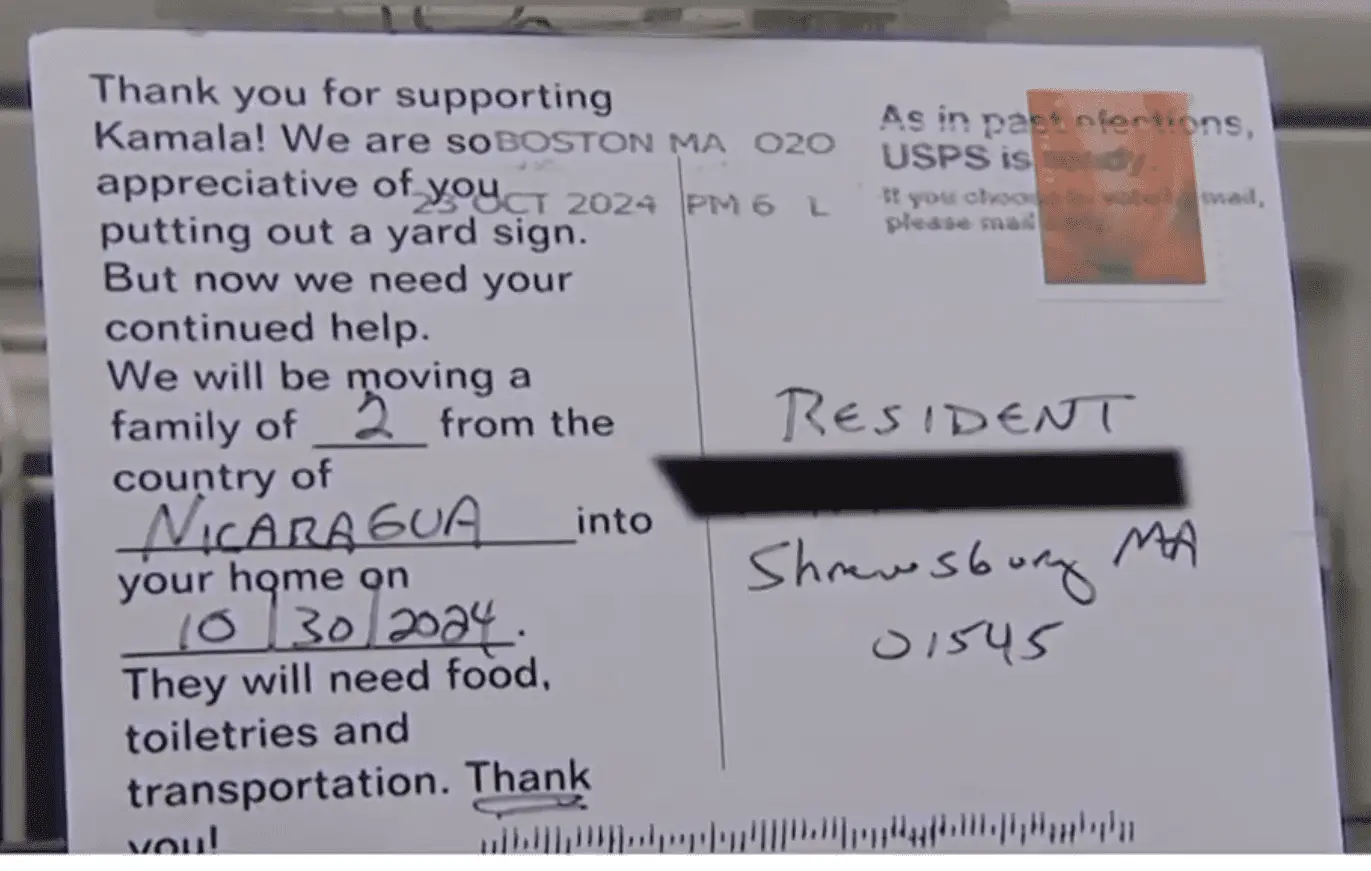 Thank you for supporting
Kamala! We are so
appreciative of you
putting out a yard sign.
But now we need your
continued help.
We will be moving a
family of 2 from the
country of
NICARAGUA into
your home on
10/30/2024.
They will need food,
toiletries and
transportation. Thank
you!
BOSTON MA 020
23 OCT 2024 PM 6 L
As in past elections,
USPS is ready.
If you choose to vote by mail,
please mail
RESIDENT
Shrewsbury MA
01545